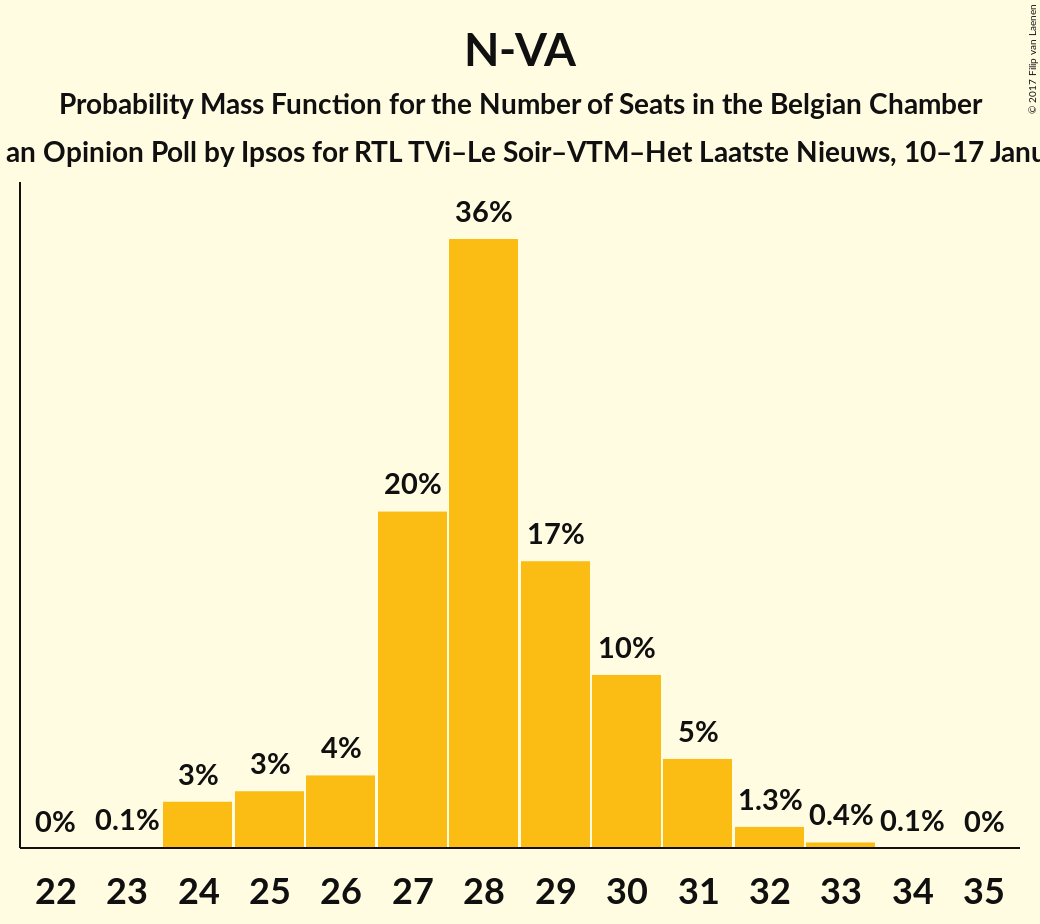 N-VA
Probability Mass Function for the Number of Seats in the Belgian Chamber
an Opinion Poll by Ipsos for RTL TVi–Le Soir–VTM–Het Laatste Nieuws, 10–17 Janu
© 2017 Filip van Laenen
36%
20%
17%
10%
5%
4%
3%
3%
1.3%
0.4%
0.1%
0.1%
0%
0%
22 23 24 25 26 27 28 29 30 31 32 33 34 35